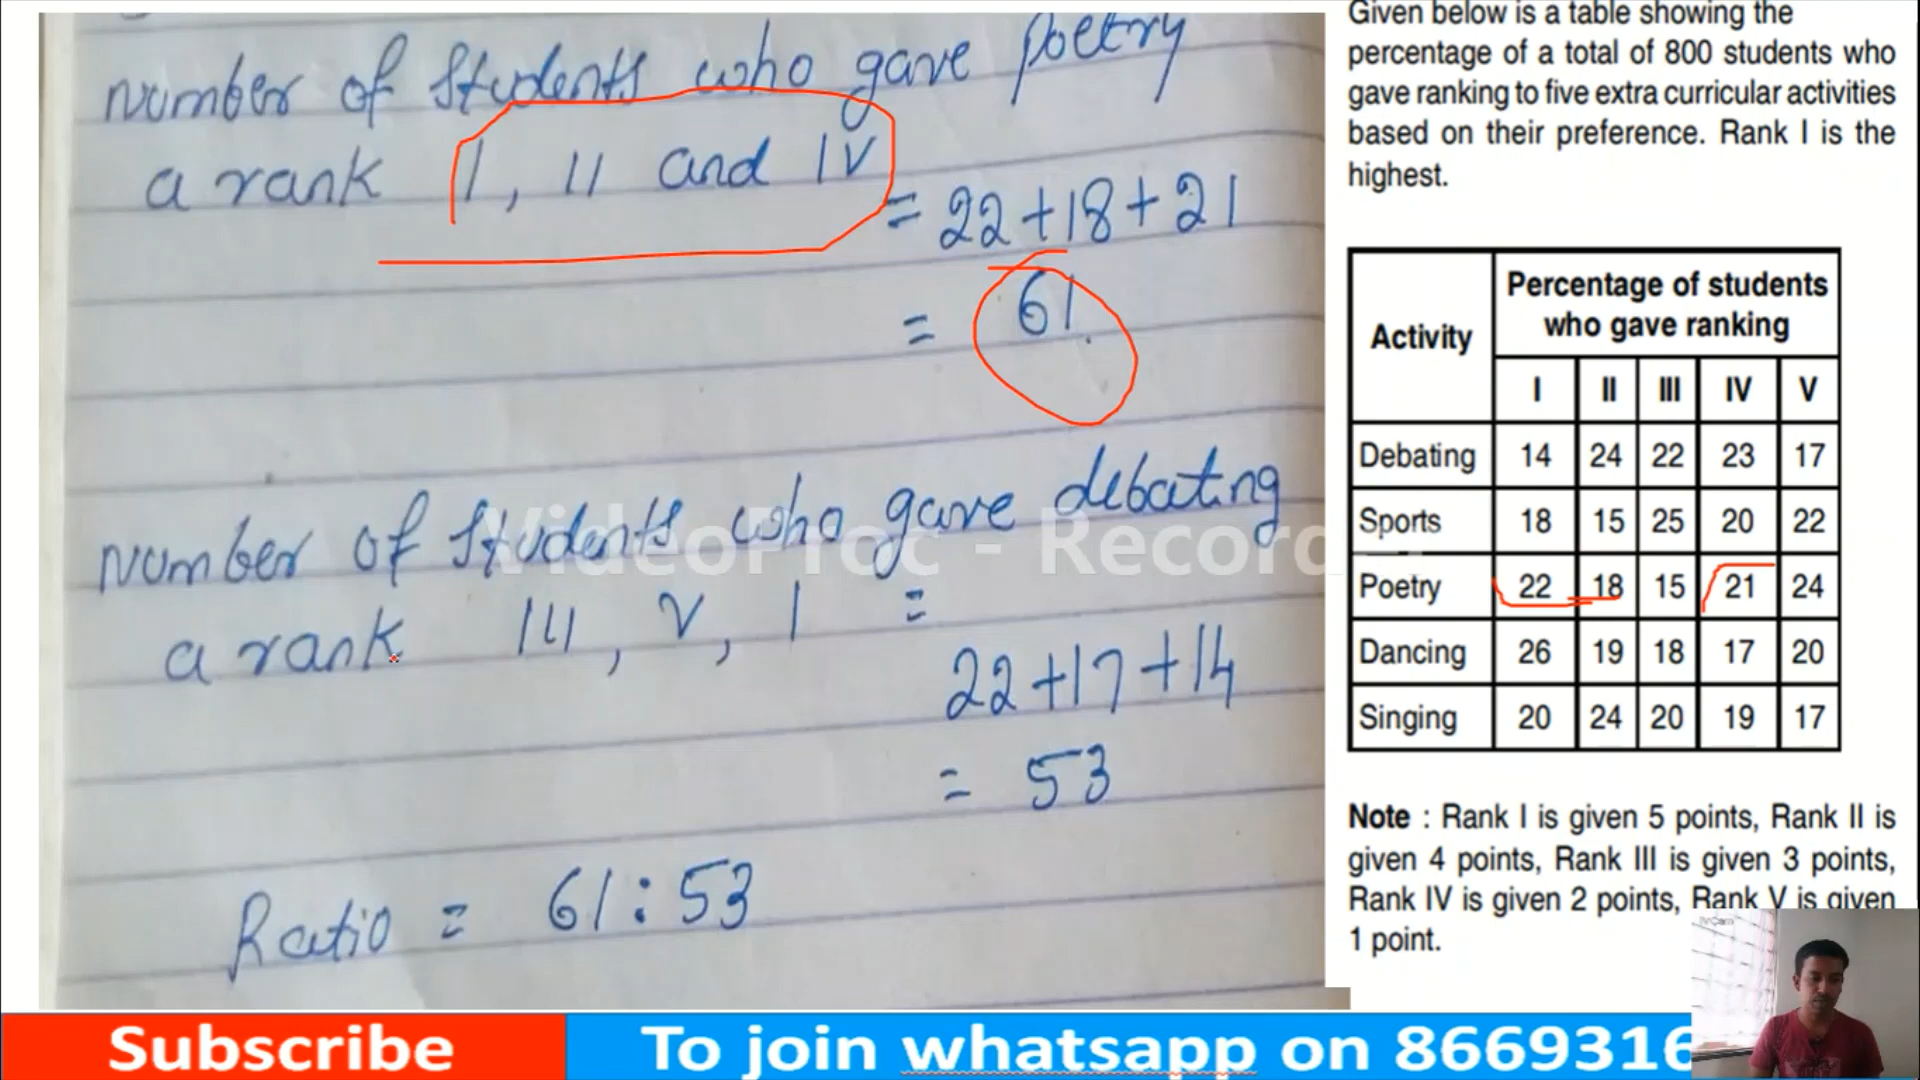 number of students who gave poetry
a rank I, II and IV
= 22+18+21
= 61
number of students who gave debating
a rank III, V, I =
22+17+14
= 53
Ratio = 61:53
VideoProc - Recorder
Given below is a table showing the
percentage of a total of 800 students who
gave ranking to five extra curricular activities
based on their preference. Rank I is the
highest.
Activity
Percentage of students
who gave ranking
I II III IV V
Debating 14 24 22 23 17
Sports 18 15 25 20 22
Poetry 22 18 15 21 24
Dancing 26 19 18 17 20
Singing 20 24 20 19 17
Note : Rank I is given 5 points, Rank II is
given 4 points, Rank III is given 3 points,
Rank IV is given 2 points, Rank V is given
1 point.
Subscribe
To join whatsapp on 8669316